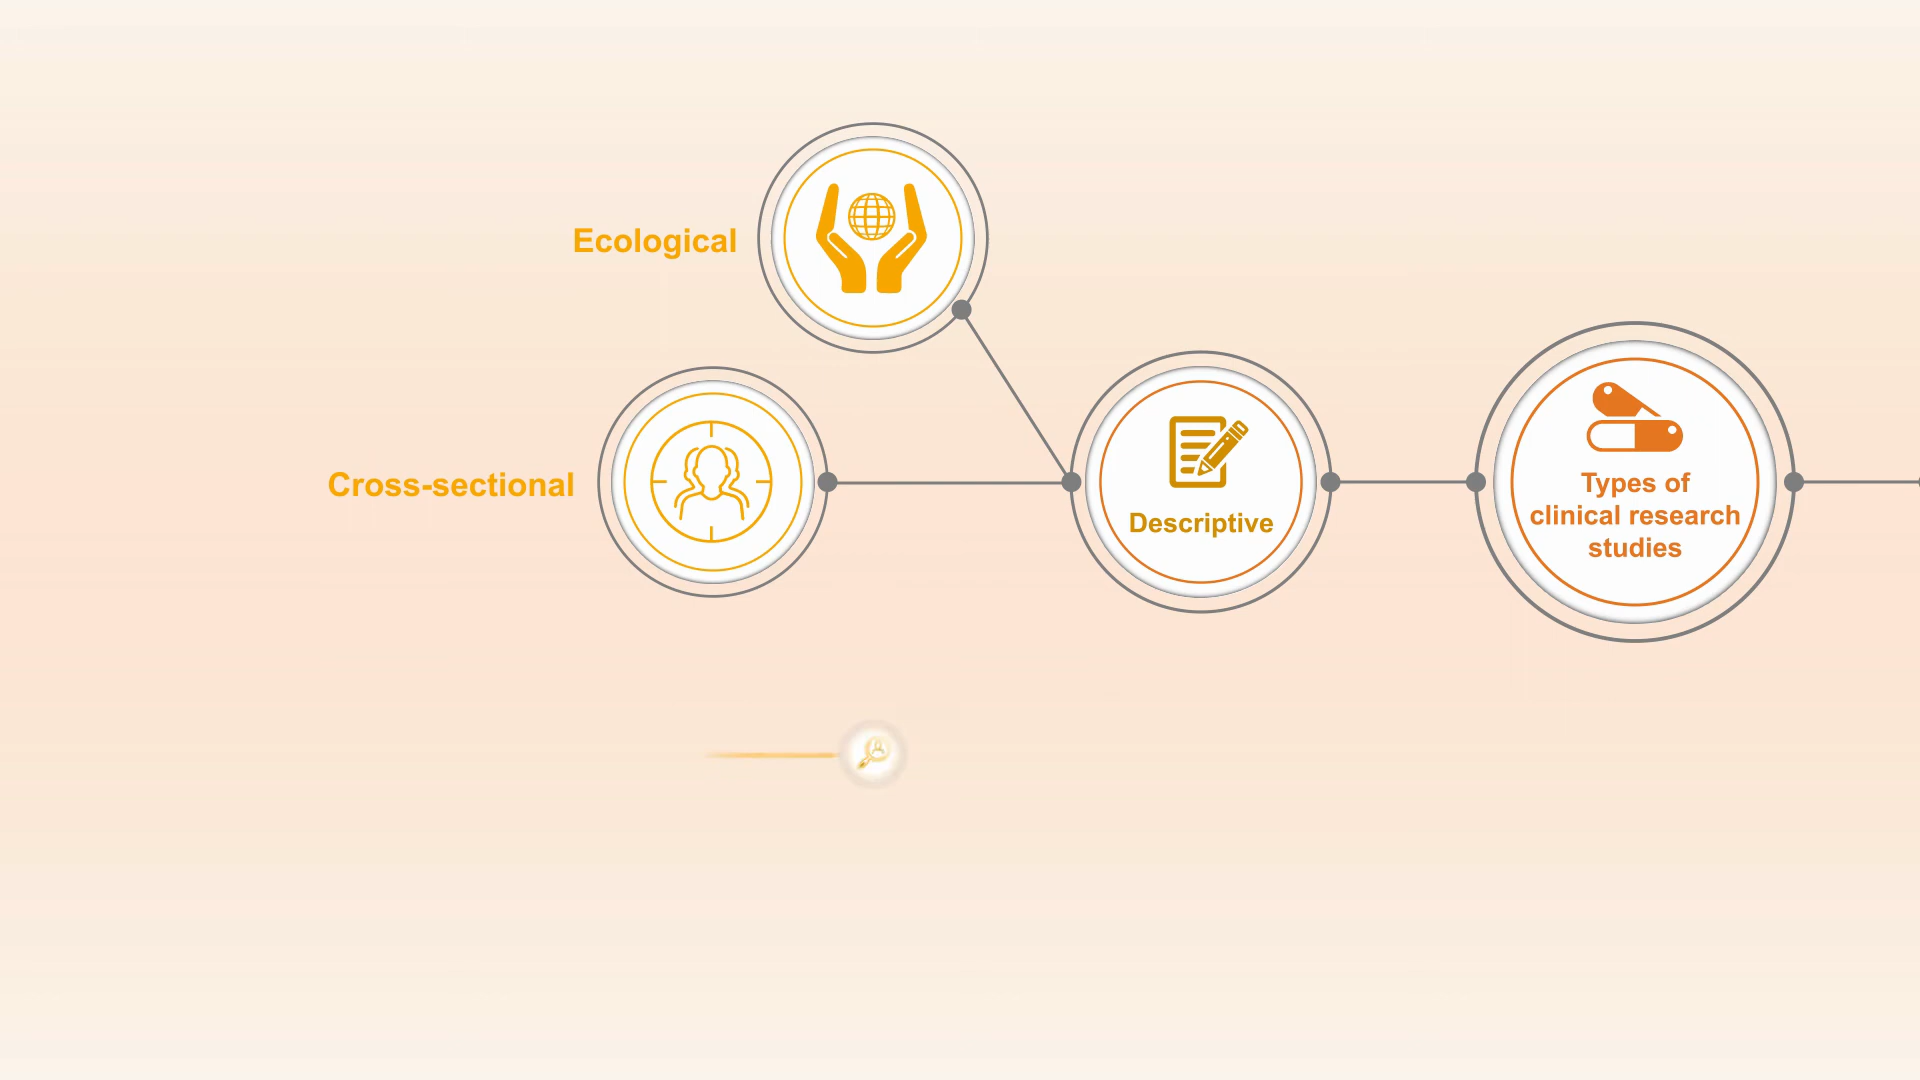 Ecological
Cross-sectional
Descriptive
Types of
clinical research
studies